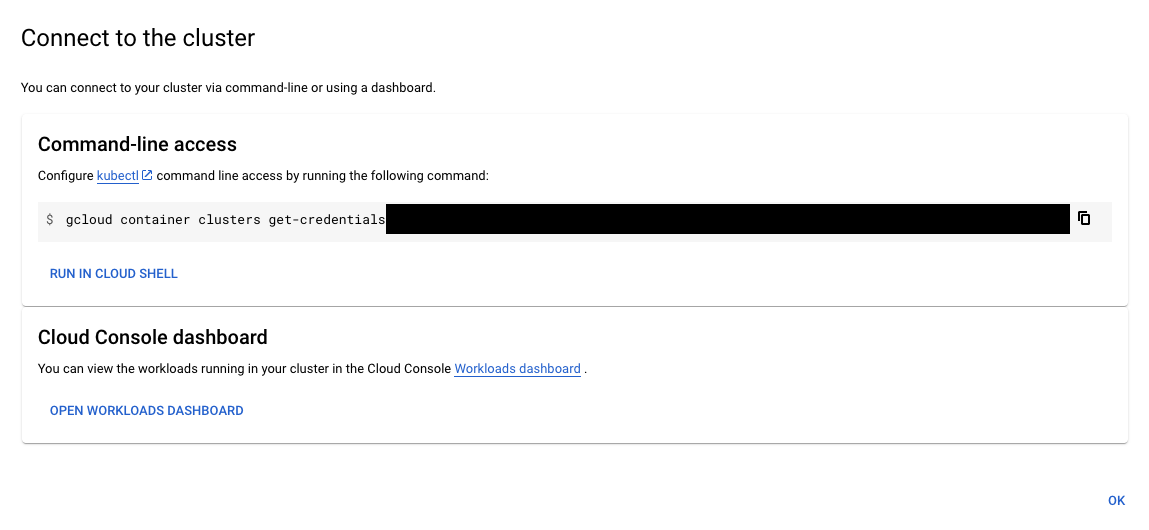 Connect to the cluster
You can connect to your cluster via command-line or using a dashboard.
Command-line access
Configure kubectl command line access by running the following command:
$ gcloud container clusters get-credentials
RUN IN CLOUD SHELL
Cloud Console dashboard
You can view the workloads running in your cluster in the Cloud Console Workloads dashboard .
OPEN WORKLOADS DASHBOARD
OK